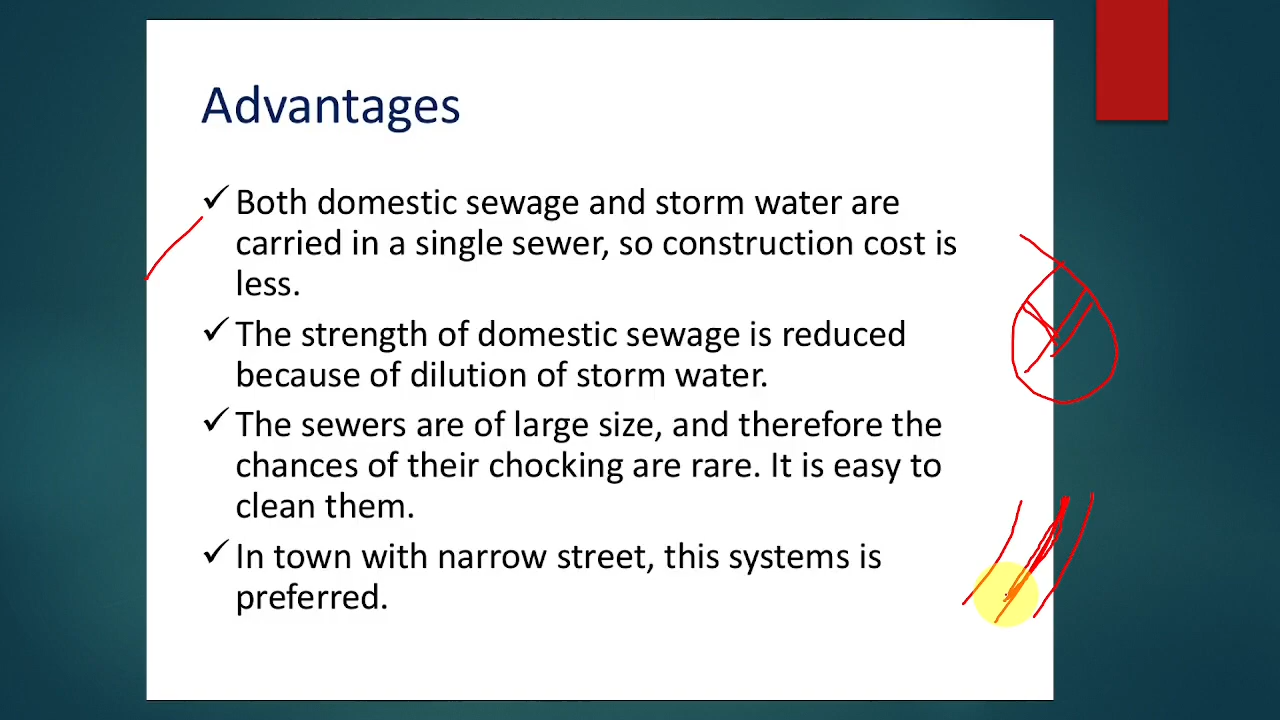 Advantages
✓ Both domestic sewage and storm water are
carried in a single sewer, so construction cost is
less.
✓ The strength of domestic sewage is reduced
because of dilution of storm water.
✓ The sewers are of large size, and therefore the
chances of their chocking are rare. It is easy to
clean them.
✓ In town with narrow street, this systems is
preferred.